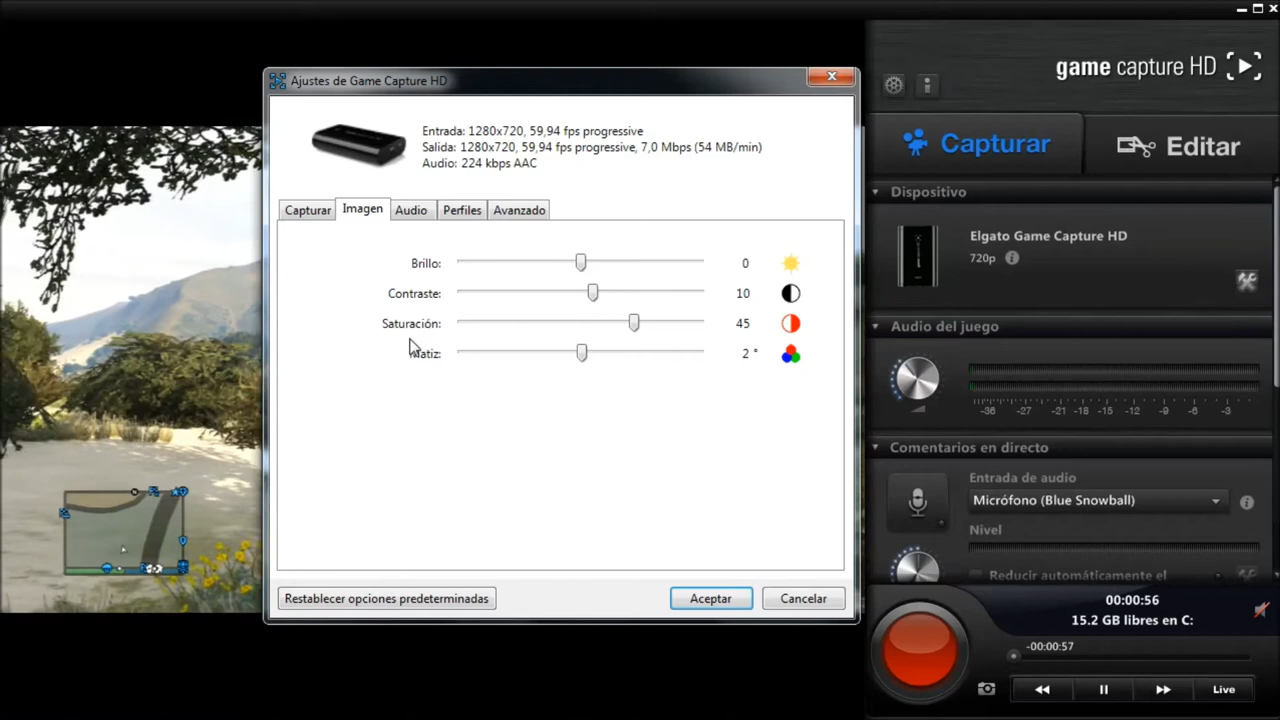 Ajustes de Game Capture HD
Entrada: 1280x720, 59,94 fps progressive
Salida: 1280x720, 59,94 fps progressive, 7,0 Mbps (54 MB/min)
Audio: 224 kbps AAC
Capturar Imagen Audio Perfiles Avanzado
Brillo: 0
Contraste: 10
Saturación: 45
Matiz: 2 °
Restablecer opciones predeterminadas Aceptar Cancelar
game capture HD
Capturar Editar
Dispositivo
Elgato Game Capture HD
720p
Audio del juego
-36 -27 -21 -18 -15 -12 -9 -6 -3
Comentarios en directo
Entrada de audio
Micrófono (Blue Snowball)
Nivel
Reducir automáticamente el
00:00:56
15.2 GB libres en C:
-00:00:57
Live